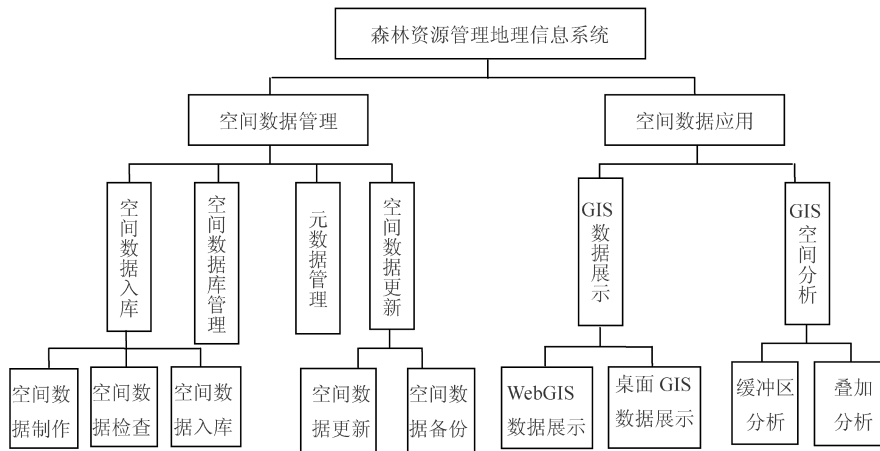 森林资源管理地理信息系统
空间数据管理
空间数据应用
空间数据入库
空间数据库管理
元数据管理
空间数据更新
GIS
数据展示
GIS
空间分析
空间数
据制作
空间数
据检查
空间数
据入库
空间数
据更新
空间数
据备份
WebGIS
数据展示
桌面 GIS
数据展示
缓冲区
分析
叠加
分析